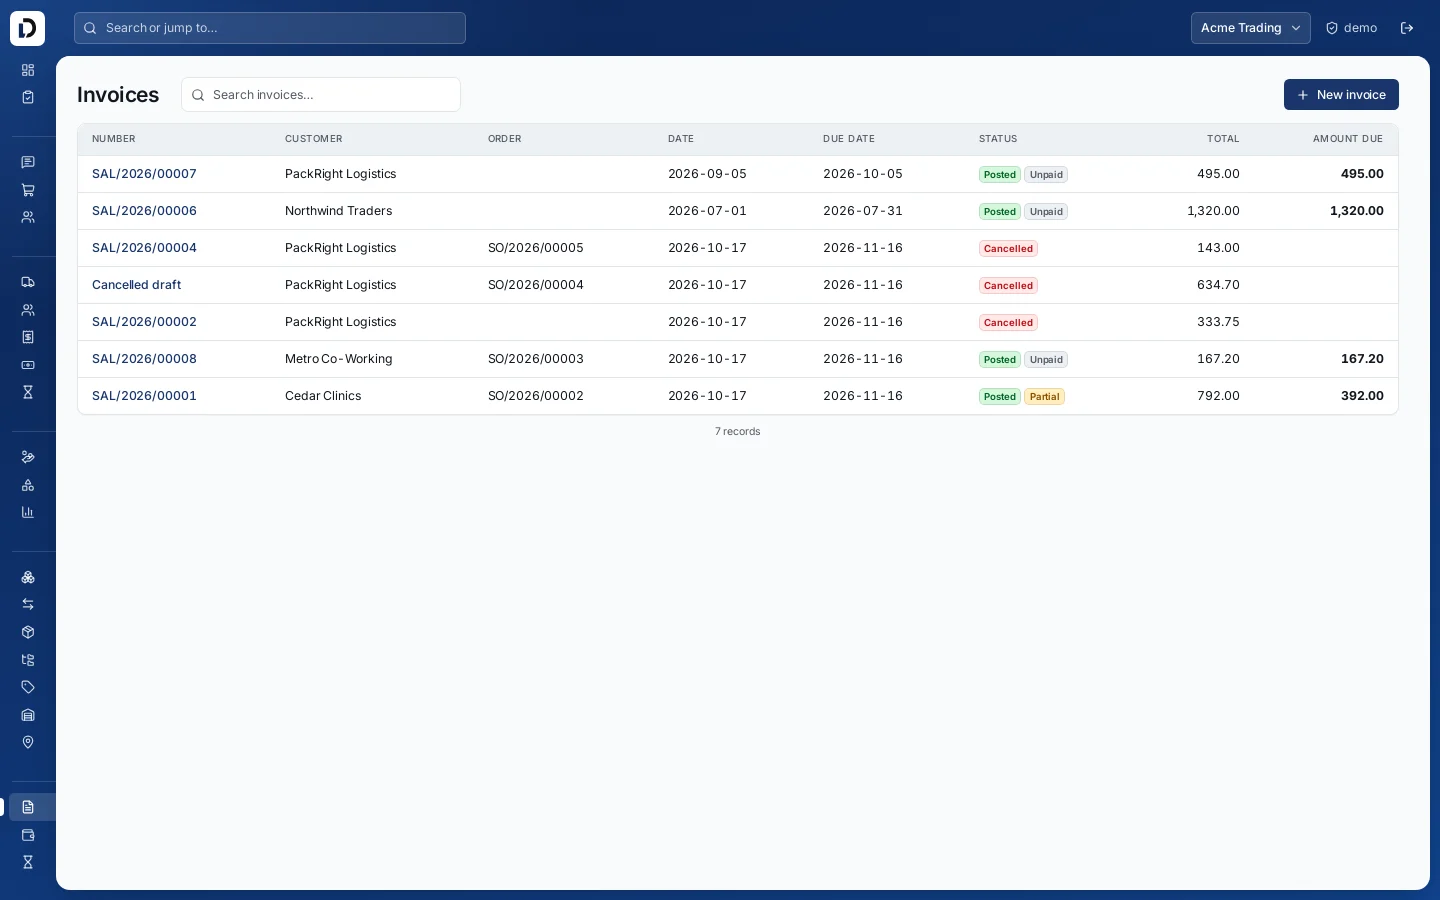 Search or jump to...
Acme Trading
demo
Invoices
Search invoices...
New invoice
NUMBER CUSTOMER ORDER DATE DUE DATE STATUS TOTAL AMOUNT DUE
SAL/2026/00007 PackRight Logistics 2026-09-05 2026-10-05 Posted Unpaid 495.00 495.00
SAL/2026/00006 Northwind Traders 2026-07-01 2026-07-31 Posted Unpaid 1,320.00 1,320.00
SAL/2026/00004 PackRight Logistics SO/2026/00005 2026-10-17 2026-11-16 Cancelled 143.00
Cancelled draft PackRight Logistics SO/2026/00004 2026-10-17 2026-11-16 Cancelled 634.70
SAL/2026/00002 PackRight Logistics 2026-10-17 2026-11-16 Cancelled 333.75
SAL/2026/00008 Metro Co-Working SO/2026/00003 2026-10-17 2026-11-16 Posted Unpaid 167.20 167.20
SAL/2026/00001 Cedar Clinics SO/2026/00002 2026-10-17 2026-11-16 Posted Partial 792.00 392.00
7 records